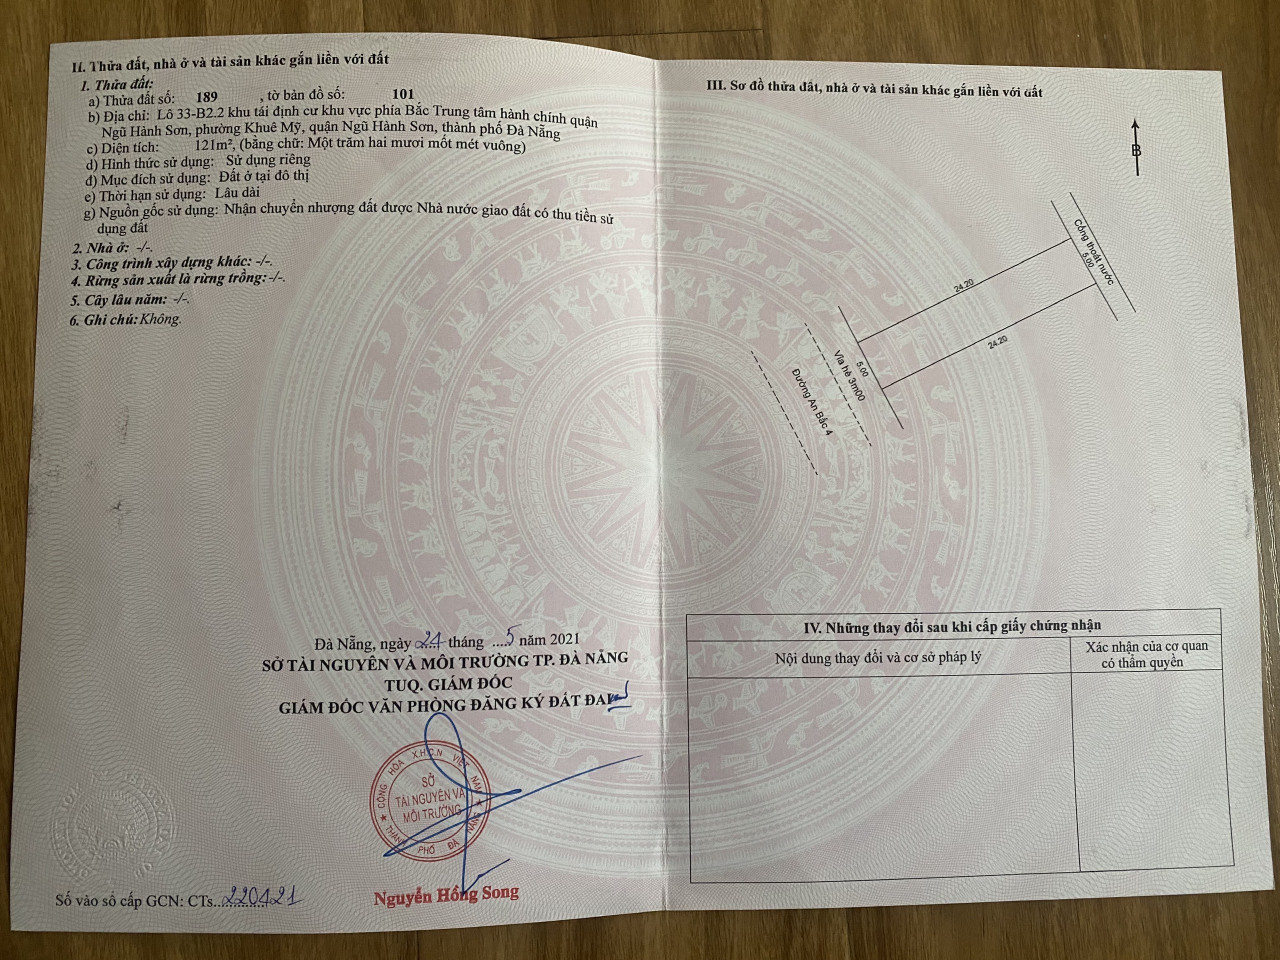 II. Thửa đất, nhà ở và tài sản khác gắn liền với đất
1. Thửa đất:
a) Thửa đất số: 189 , tờ bản đồ số: 101
b) Địa chỉ: Lô 33-B2.2 khu tái định cư khu vực phía Bắc Trung tâm hành chính quận
Ngũ Hành Sơn, phường Khuê Mỹ, quận Ngũ Hành Sơn, thành phố Đà Nẵng
c) Diện tích: 121m², (bằng chữ: Một trăm hai mươi mốt mét vuông)
d) Hình thức sử dụng: Sử dụng riêng
đ) Mục đích sử dụng: Đất ở tại đô thị
e) Thời hạn sử dụng: Lâu dài
g) Nguồn gốc sử dụng: Nhận chuyển nhượng đất được Nhà nước giao đất có thu tiền sử
dụng đất
2. Nhà ở: -/-.
3. Công trình xây dựng khác: -/-.
4. Rừng sản xuất là rừng trồng: -/-.
5. Cây lâu năm: -/-.
6. Ghi chú: Không.
Đà Nẵng, ngày 24 tháng ....5 năm 2021
SỞ TÀI NGUYÊN VÀ MÔI TRƯỜNG TP. ĐÀ NẴNG
TUQ. GIÁM ĐỐC
GIÁM ĐỐC VĂN PHÒNG ĐĂNG KÝ ĐẤT ĐAI
CỘNG HÒA X.H.C.N VIỆT NAM
SỞ
TÀI NGUYÊN VÀ
MÔI TRƯỜNG
THÀNH PHỐ ĐÀ NẴNG
Nguyễn Hồng Song
Số vào sổ cấp GCN: CTs..220421
III. Sơ đồ thửa đất, nhà ở và tài sản khác gắn liền với đất
B
Cống thoát nước
5.00
24.20
24.20
5.00
Vỉa hè 3m00
Đường An Bắc 4
IV. Những thay đổi sau khi cấp giấy chứng nhận
Nội dung thay đổi và cơ sở pháp lý
Xác nhận của cơ quan
có thẩm quyền